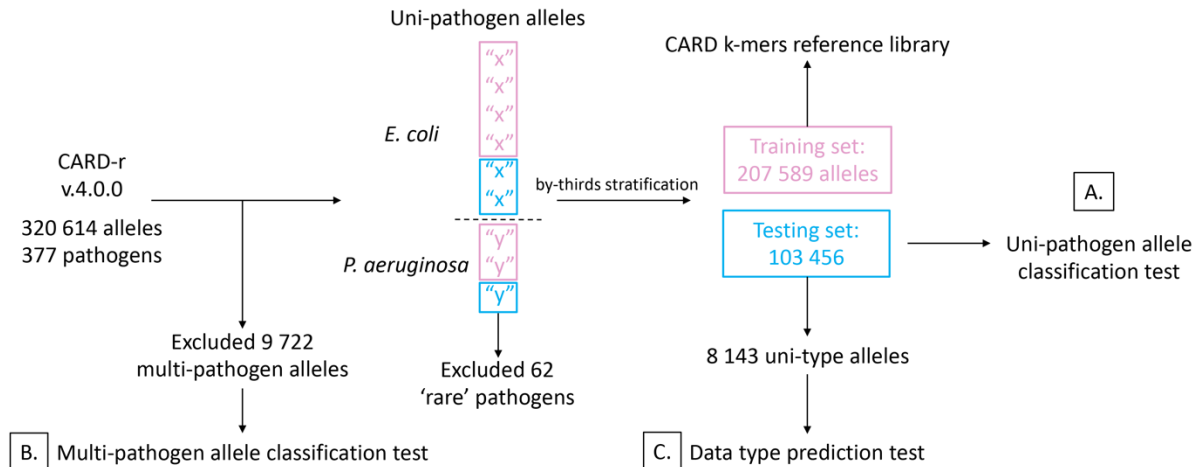 Uni-pathogen alleles
CARD-r
v.4.0.0
320 614 alleles
377 pathogens
E. coli
“x”
“x”
“x”
“x”
“x”
“x”
P. aeruginosa
“y”
“y”
“y”
Excluded 9 722
multi-pathogen alleles
B.
Multi-pathogen allele classification test
Excluded 62
‘rare’ pathogens
by-thirds stratification
CARD k-mers reference library
Training set:
207 589 alleles
Testing set:
103 456
A.
Uni-pathogen allele
classification test
8 143 uni-type alleles
C.
Data type prediction test